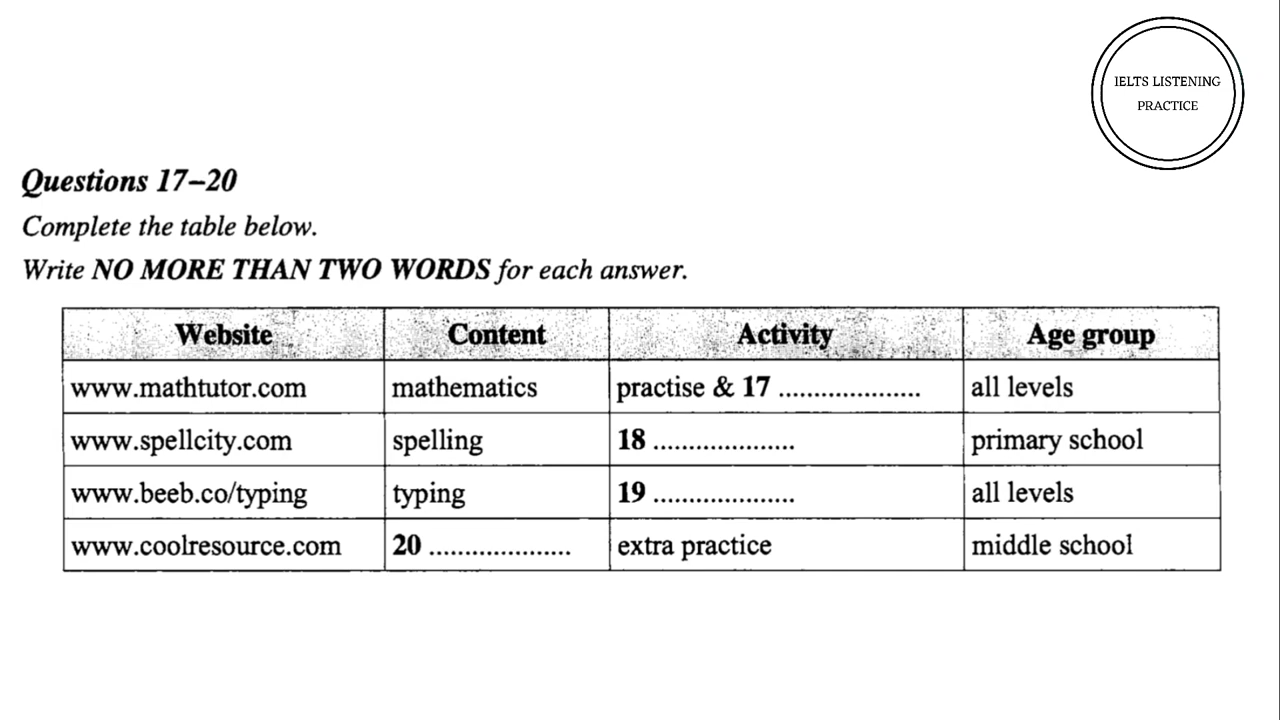 IELTS LISTENING
PRACTICE
Questions 17–20
Complete the table below.
Write NO MORE THAN TWO WORDS for each answer.
Website Content Activity Age group
www.mathtutor.com mathematics practise & 17 .................... all levels
www.spellcity.com spelling 18 .................... primary school
www.beeb.co/typing typing 19 .................... all levels
www.coolresource.com 20 .................... extra practice middle school